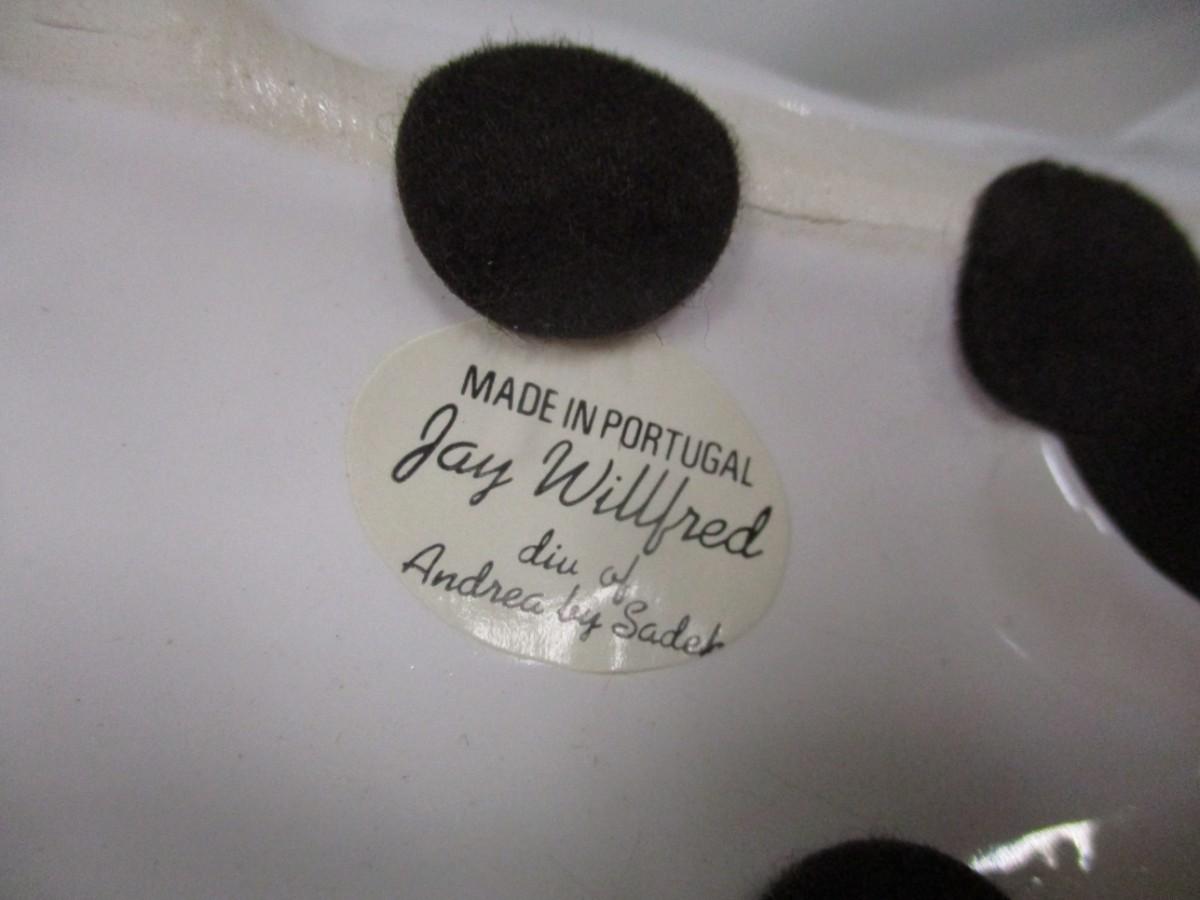 MADE IN PORTUGAL
Jay Willfred
div of
Andrea by Sadek